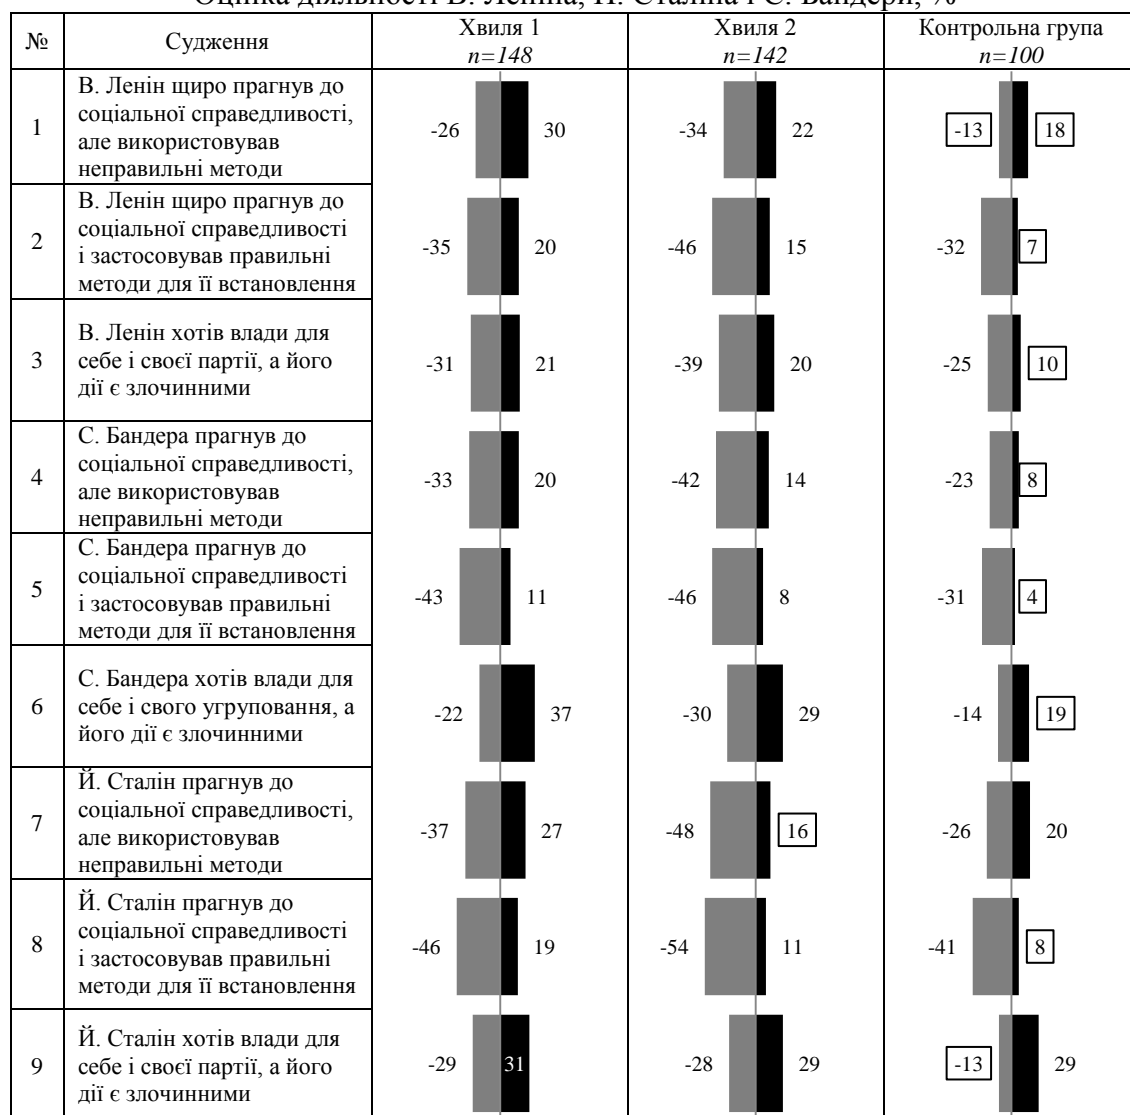 Оцінка діяльності В. Леніна, Й. Сталіна і С. Бандери, %
№
Судження
Хвиля 1
n=148
Хвиля 2
n=142
Контрольна група
n=100
1
В. Ленін щиро прагнув до
соціальної справедливості,
але використовував
неправильні методи
-26
30
-34
22
-13
18
2
В. Ленін щиро прагнув до
соціальної справедливості
і застосовував правильні
методи для її встановлення
-35
20
-46
15
-32
7
3
В. Ленін хотів влади для
себе і своєї партії, а його
дії є злочинними
-31
21
-39
20
-25
10
4
С. Бандера прагнув до
соціальної справедливості,
але використовував
неправильні методи
-33
20
-42
14
-23
8
5
С. Бандера прагнув до
соціальної справедливості
і застосовував правильні
методи для її встановлення
-43
11
-46
8
-31
4
6
С. Бандера хотів влади для
себе і свого угруповання, а
його дії є злочинними
-22
37
-30
29
-14
19
7
Й. Сталін прагнув до
соціальної справедливості,
але використовував
неправильні методи
-37
27
-48
16
-26
20
8
Й. Сталін прагнув до
соціальної справедливості
і застосовував правильні
методи для її встановлення
-46
19
-54
11
-41
8
9
Й. Сталін хотів влади для
себе і своєї партії, а його
дії є злочинними
-29
31
-28
29
-13
29